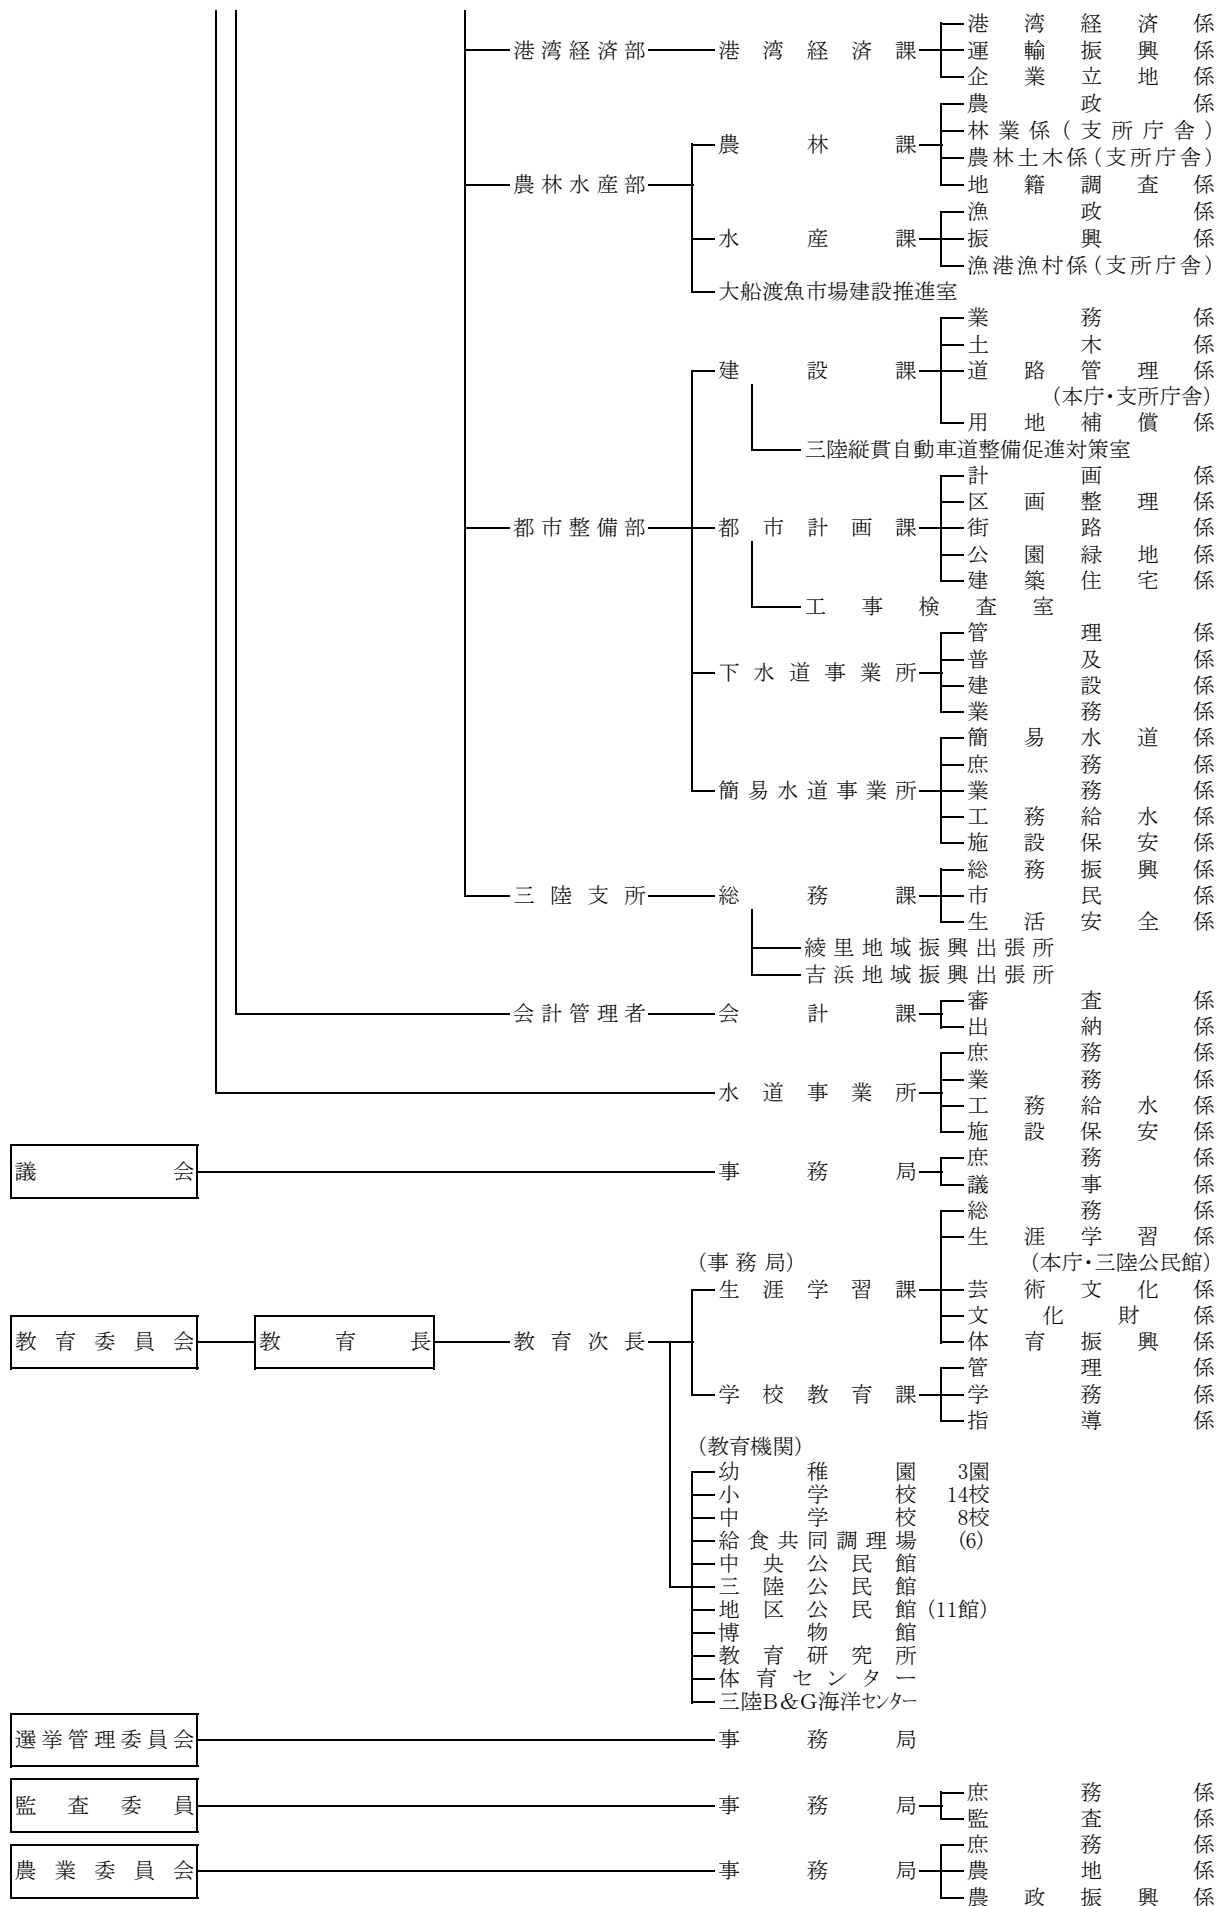 港湾経済係
港湾経済部 港湾経済課 運輸振興係
企業立地係
農政係
林業係(支所庁舎)
農林課
農林土木係(支所庁舎)
農林水産部 地籍調査係
漁政係
水産課 振興係
漁港漁村係(支所庁舎)
大船渡魚市場建設推進室
業務係
土木係
建設課 道路管理係
(本庁・支所庁舎)
用地補償係
三陸縦貫自動車道整備促進対策室
計画係
区画整理係
都市整備部 都市計画課 街路係
公園緑地係
建築住宅係
工事検査室
管理係
普及係
下水道事業所
建設係
業務係
簡易水道係
庶務係
簡易水道事業所 業務係
工務給水係
施設保安係
総務振興係
三陸支所 総務課 市民係
生活安全係
綾里地域振興出張所
吉浜地域振興出張所
審査係
会計管理者 会計課
出納係
庶務係
業務係
水道事業所
工務給水係
施設保安係
庶務係
議会 事務局
議事係
総務係
生涯学習係
(事務局) (本庁・三陸公民館)
生涯学習課 芸術文化係
文化財係
教育委員会 教育長 教育次長 体育振興係
管理係
学校教育課 学務係
指導係
(教育機関)
幼稚園 3園
小学校 14校
中学校 8校
給食共同調理場 (6)
中央公民館
三陸公民館
地区公民館(11館)
博物館
教育研究所
体育センター
三陸B&G海洋センター
選挙管理委員会 事務局
庶務係
監査委員 事務局
監査係
庶務係
農業委員会 事務局 農地係
農政振興係